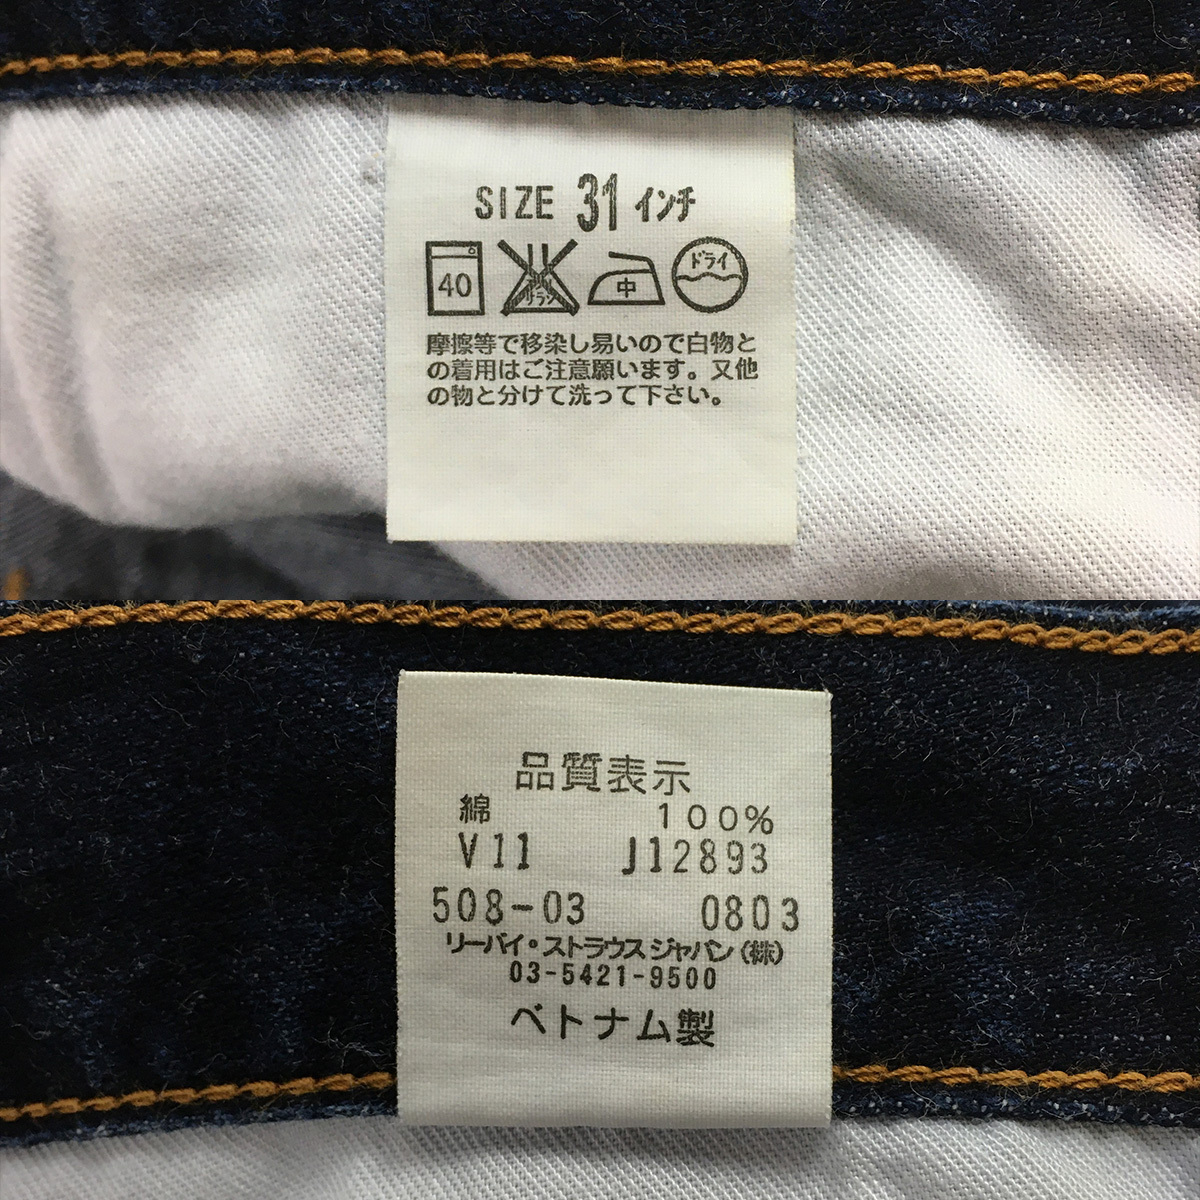 SIZE 31 インチ
40 サラシ 中 ドライ
摩擦等で移染し易いので白物と
の着用はご注意願います。又他
の物と分けて洗って下さい。
品質表示
綿 100%
V11 J12893
508-03 0803
リーバイ・ストラウスジャパン(株)
03-5421-9500
ベトナム製